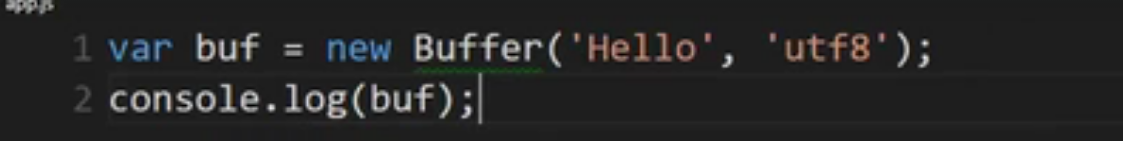 app.js
1 var buf = new Buffer('Hello', 'utf8');
2 console.log(buf);